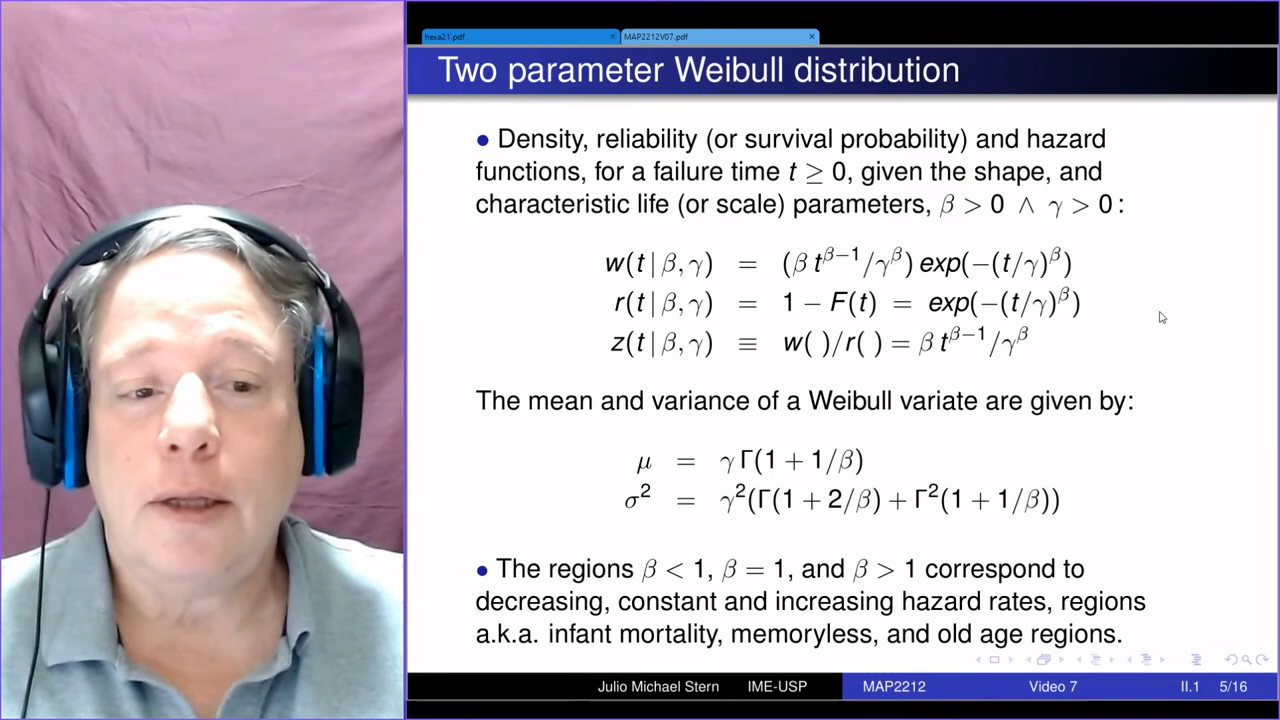 hexa21.pdf × MAP2212V07.pdf ×
Two parameter Weibull distribution
• Density, reliability (or survival probability) and hazard
functions, for a failure time t ≥ 0, given the shape, and
characteristic life (or scale) parameters, β > 0 ∧ γ > 0 :
w(t | β, γ) = (β t^{β−1}/γ^β) exp(−(t/γ)^β)
r(t | β, γ) = 1 − F(t) = exp(−(t/γ)^β)
z(t | β, γ) ≡ w( )/r( ) = β t^{β−1}/γ^β
The mean and variance of a Weibull variate are given by:
μ = γ Γ(1 + 1/β)
σ² = γ²(Γ(1 + 2/β) + Γ²(1 + 1/β))
• The regions β < 1, β = 1, and β > 1 correspond to
decreasing, constant and increasing hazard rates, regions
a.k.a. infant mortality, memoryless, and old age regions.
Julio Michael Stern IME-USP MAP2212 Video 7 II.1 5/16